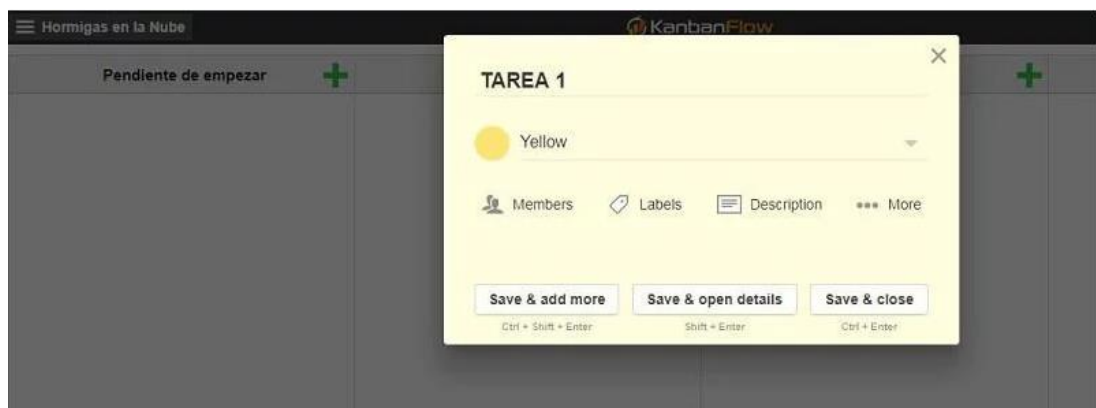 Hormigas en la Nube
KanbanFlow
Pendiente de empezar
TAREA 1
Yellow
Members Labels Description More
Save & add more Save & open details Save & close
Ctrl + Shift + Enter Shift + Enter Ctrl + Enter